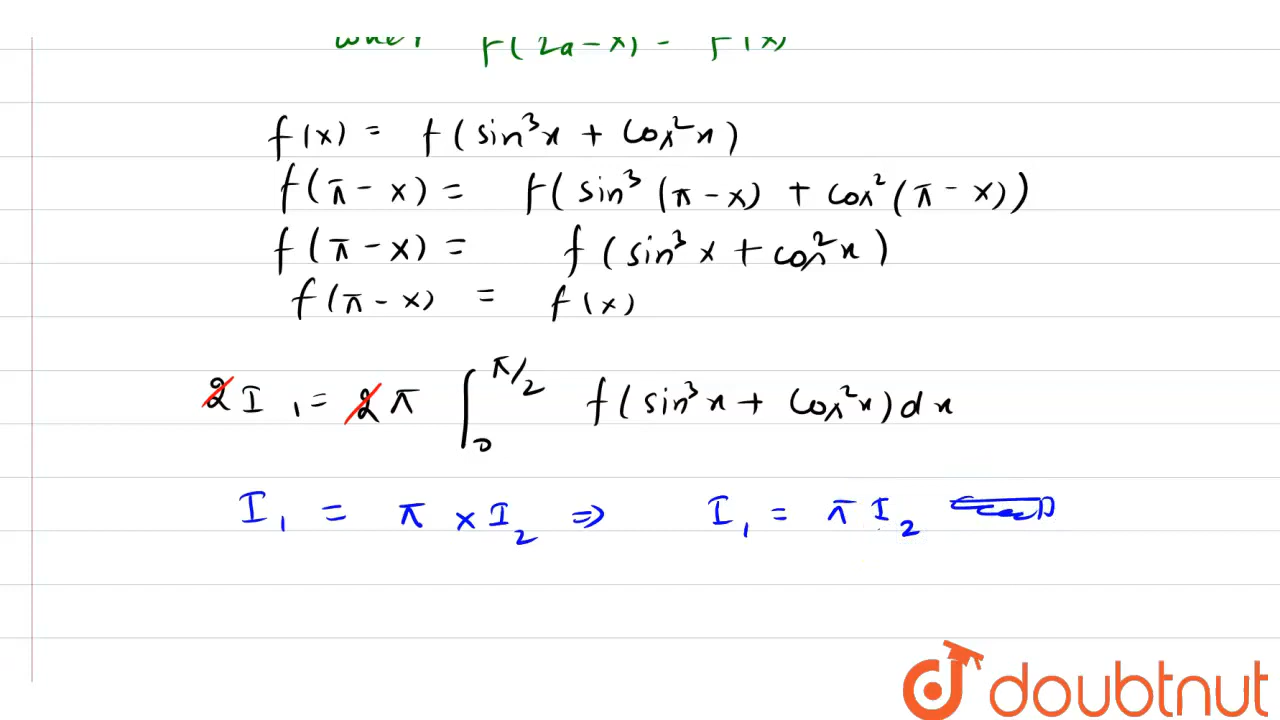 when f(2a-x) = f(x)
f(x) = f(sin³x + cos²x)
f(π-x) = f(sin³(π-x) + cos²(π-x))
f(π-x) = f(sin³x + cos²x)
f(π-x) = f(x)
2I₁ = 2π ∫₀^π/2 f(sin³x + cos²x)dx
I₁ = π × I₂ ⇒ I₁ = πI₂
doubtnut